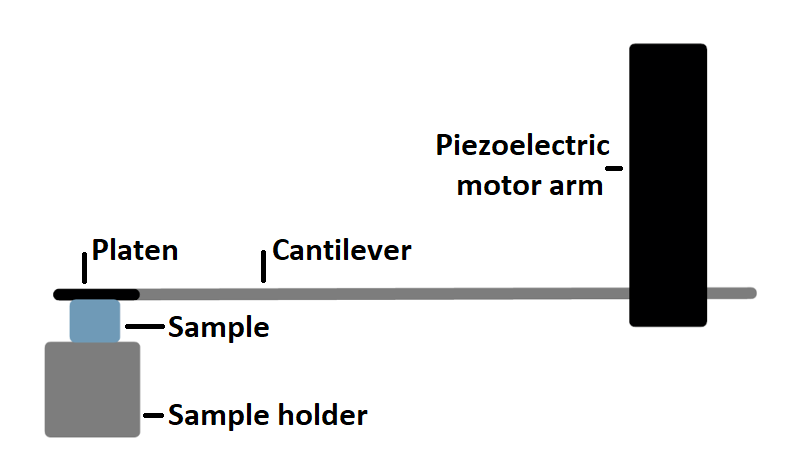 Piezoelectric
motor arm
Platen
Cantilever
Sample
Sample holder